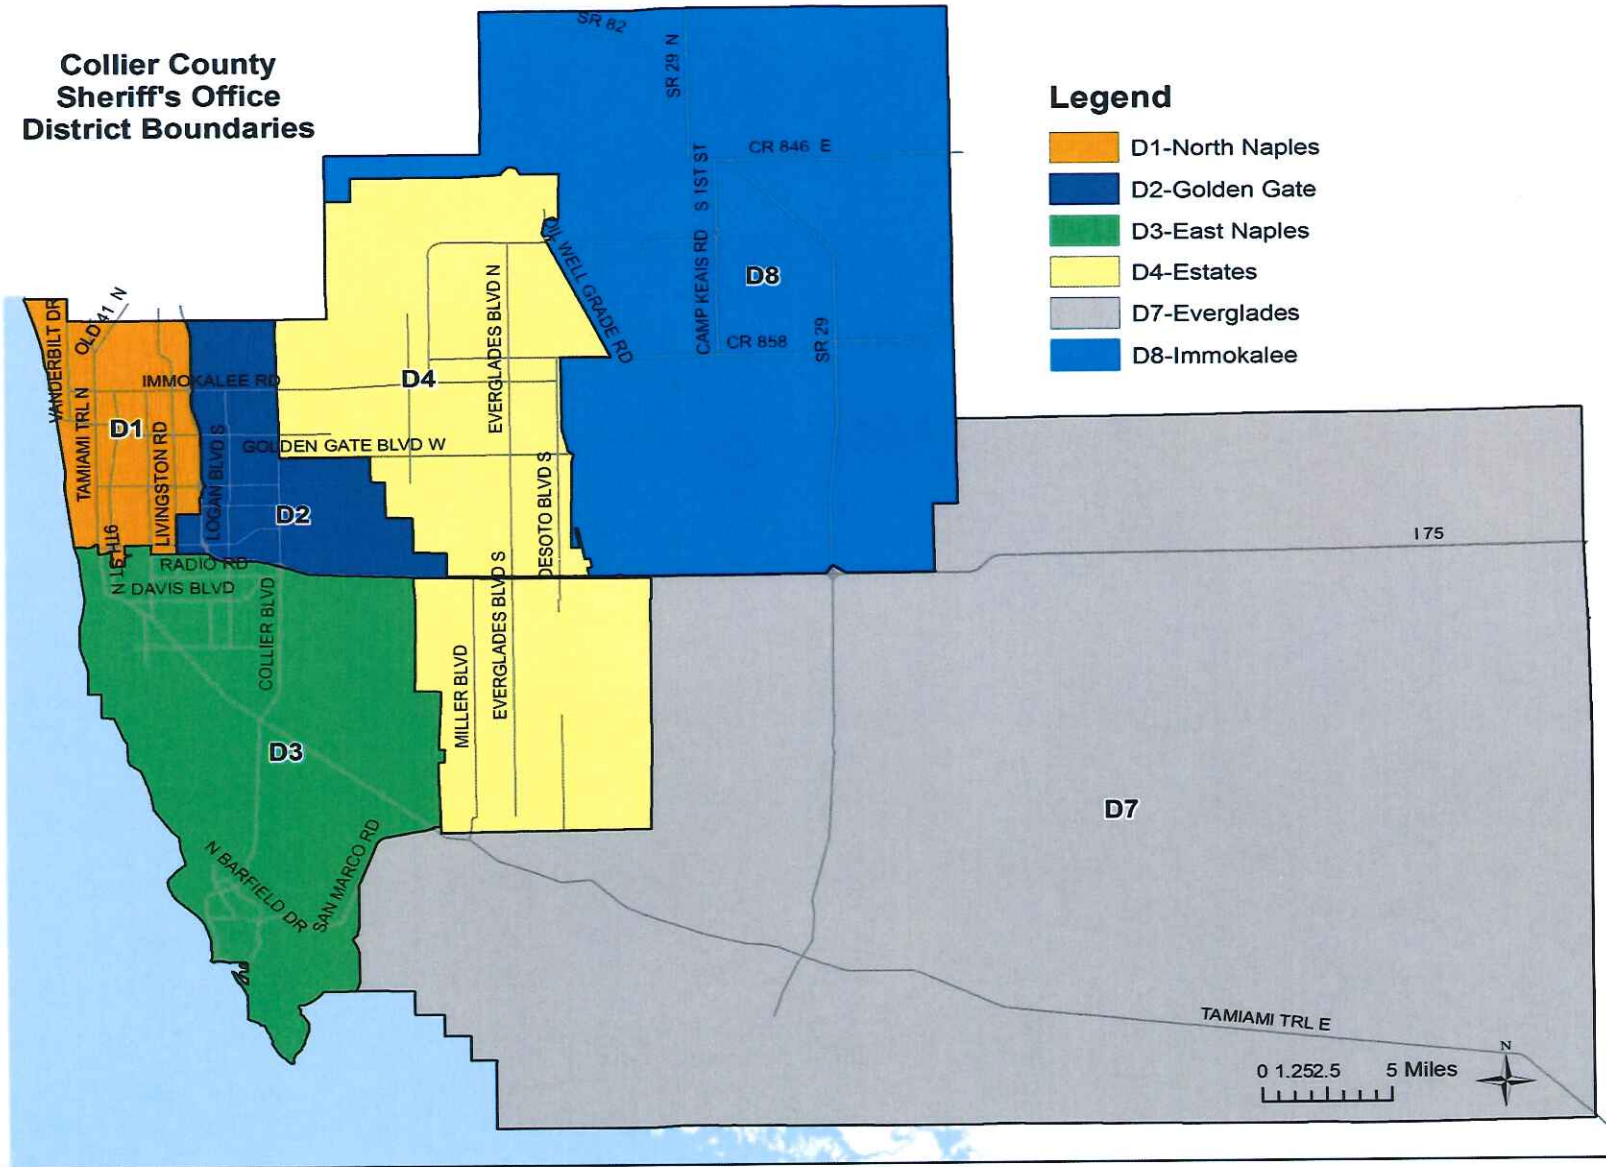 Collier County
Sheriff's Office
District Boundaries
Legend
D1-North Naples
D2-Golden Gate
D3-East Naples
D4-Estates
D7-Everglades
D8-Immokalee
SR 82
SR 29 N
CR 846 E
S 1ST ST
CAMP KEAIS RD
D8
OIL WELL GRADE RD
CR 858
SR 29
EVERGLADES BLVD N
D4
VANDERBILT DR
OLD 41 N
IMMOKALEE RD
D1
TAMIAMI TRL N
LIVINGSTON RD
LOGAN BLVD S
GOLDEN GATE BLVD W
D2
DESOTO BLVD S
9TH ST N
RADIO RD
DAVIS BLVD
COLLIER BLVD
EVERGLADES BLVD S
MILLER BLVD
I 75
D3
D7
N BARFIELD DR
SAN MARCO RD
TAMIAMI TRL E
N
0 1.252.5 5 Miles